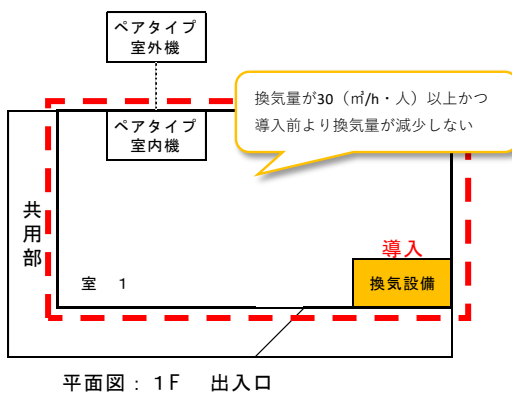 ペアタイプ
室外機
換気量が30（㎥/h・人）以上かつ
導入前より換気量が減少しない
ペアタイプ
室内機
共用部
導入
換気設備
室　1
平面図：１F　出入口